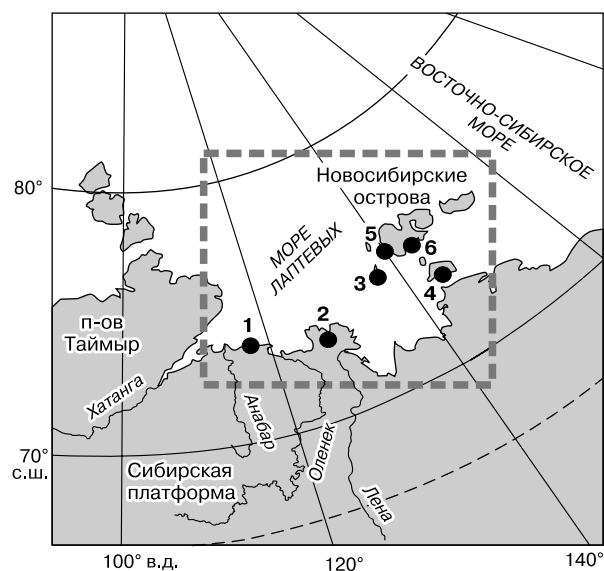 ВОСТОЧНО-СИБИРСКОЕ
МОРЕ
80°
Новосибирские
острова
МОРЕ
ЛАПТЕВЫХ
5
6
3
4
1
2
п-ов
Таймыр
Хатанга
Анабар
Оленек
Лена
70°
с.ш.
Сибирская
платформа
100° в.д.
120°
140°